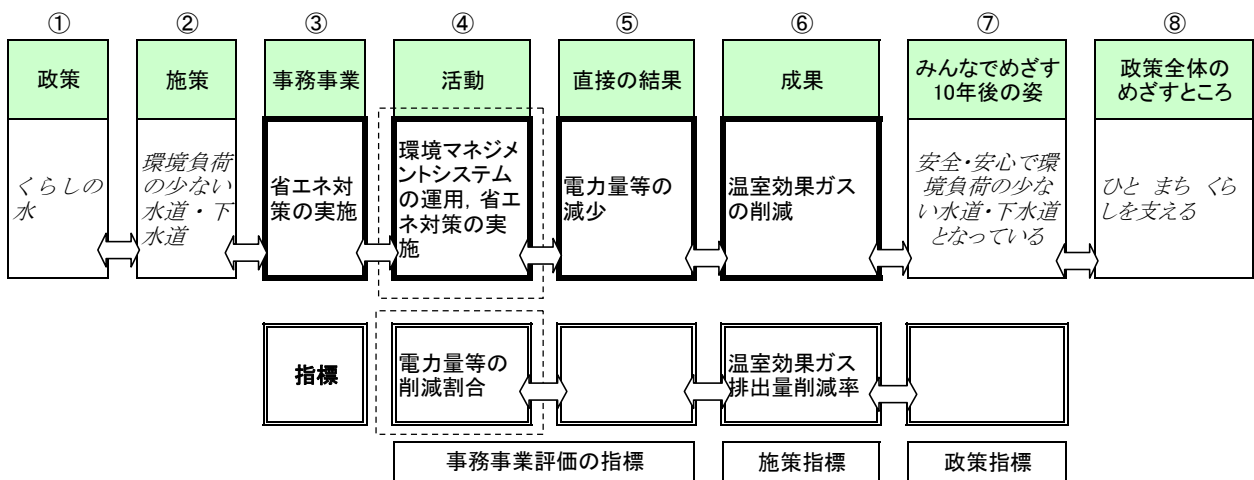 ①
②
③
④
⑤
⑥
⑦
⑧
政策
施策
事務事業
活動
直接の結果
成果
みんなでめざす
10年後の姿
政策全体の
めざすところ
くらしの
水
環境負荷
の少ない
水道・下
水道
省エネ対
策の実施
環境マネジメ
ントシステム
の運用，省エ
ネ対策の実
施
電力量等の
減少
温室効果ガス
の削減
安全・安心で環
境負荷の少な
い水道・下水道
となっている
ひと まち くら
しを支える
指標
電力量等の
削減割合
温室効果ガス
排出量削減率
事務事業評価の指標
施策指標
政策指標